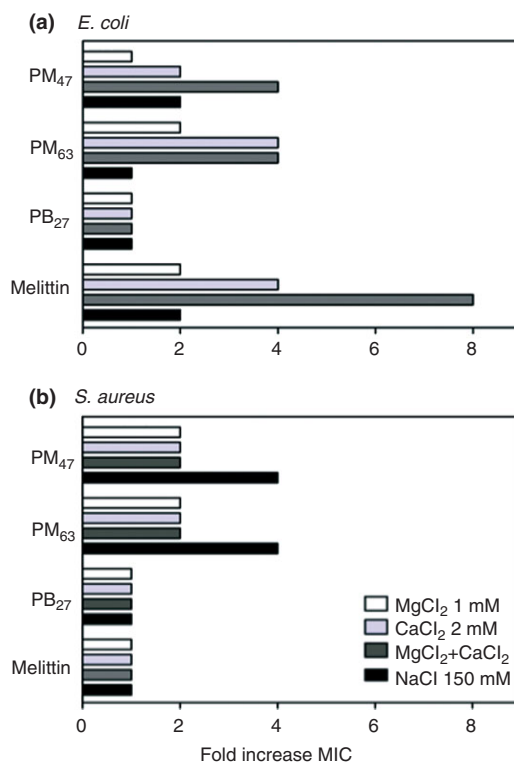 (a) E. coli
PM47
PM63
PB27
Melittin
0 2 4 6 8
(b) S. aureus
PM47
PM63
PB27
Melittin
MgCl2 1 mM
CaCl2 2 mM
MgCl2+CaCl2
NaCl 150 mM
0 2 4 6 8
Fold increase MIC